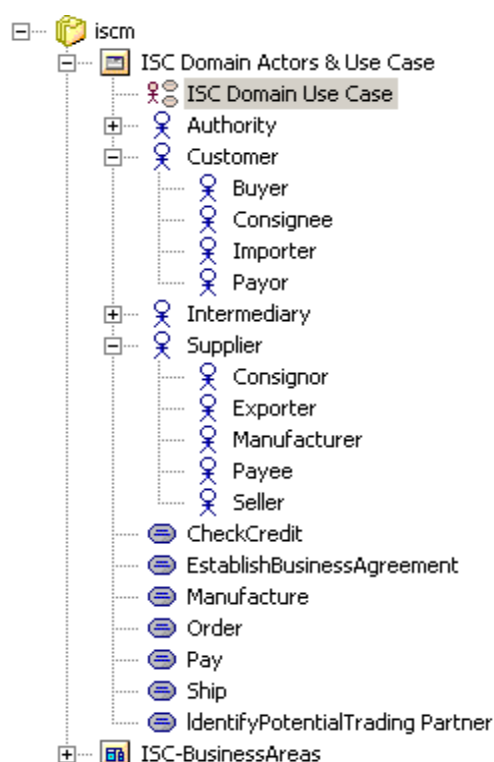 iscm
ISC Domain Actors & Use Case
ISC Domain Use Case
Authority
Customer
Buyer
Consignee
Importer
Payor
Intermediary
Supplier
Consignor
Exporter
Manufacturer
Payee
Seller
CheckCredit
EstablishBusinessAgreement
Manufacture
Order
Pay
Ship
IdentifyPotentialTrading Partner
ISC-BusinessAreas